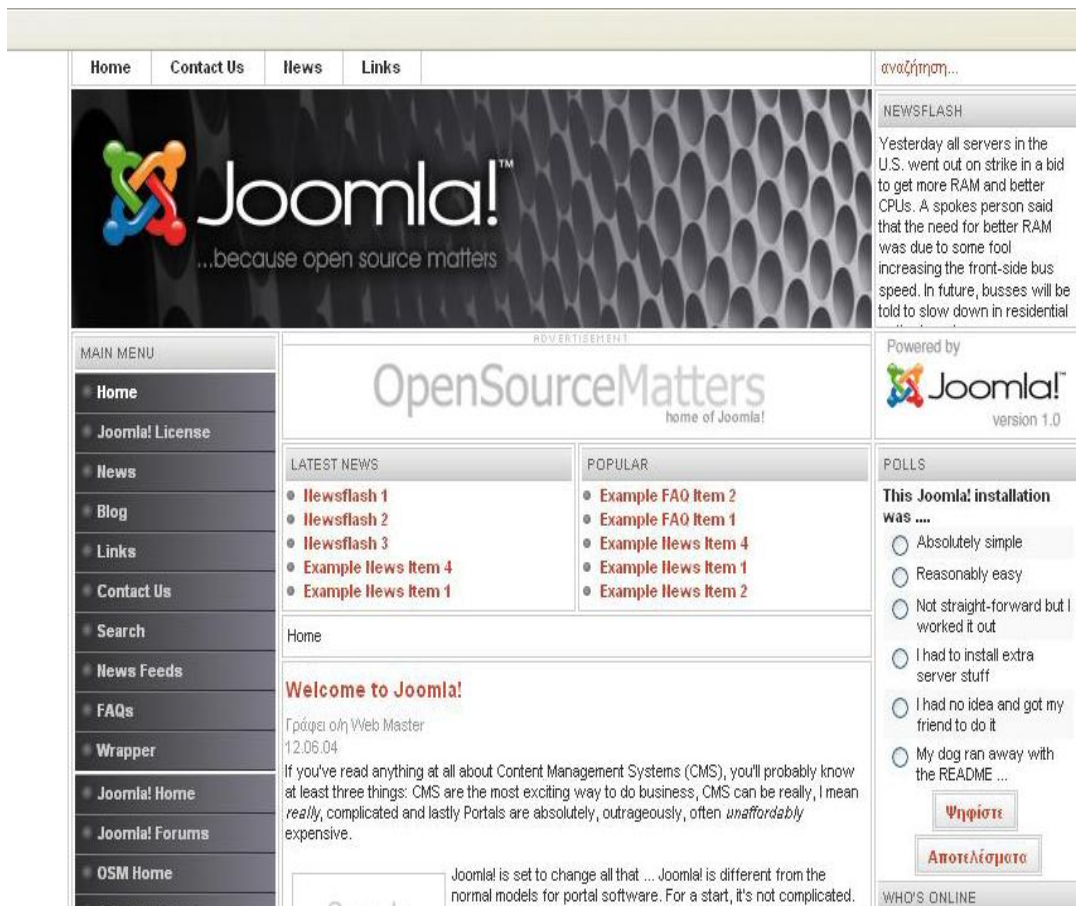 Home Contact Us News Links
αναζήτηση...
Joomla!™
...because open source matters
NEWSFLASH
Yesterday all servers in the
U.S. went out on strike in a bid
to get more RAM and better
CPUs. A spokes person said
that the need for better RAM
was due to some fool
increasing the front-side bus
speed. In future, busses will be
told to slow down in residential
MAIN MENU
Home
Joomla! License
News
Blog
Links
Contact Us
Search
News Feeds
FAQs
Wrapper
Joomla! Home
Joomla! Forums
OSM Home
ADVERTISEMENT
OpenSourceMatters
home of Joomla!
LATEST NEWS
Newsflash 1
Newsflash 2
Newsflash 3
Example News Item 4
Example News Item 1
POPULAR
Example FAQ Item 2
Example FAQ Item 1
Example News Item 4
Example News Item 1
Example News Item 2
Home
Welcome to Joomla!
Γράφει ο/η Web Master
12.06.04
If you've read anything at all about Content Management Systems (CMS), you'll probably know
at least three things: CMS are the most exciting way to do business, CMS can be really, I mean
really, complicated and lastly Portals are absolutely, outrageously, often unaffordably
expensive.
Joomla! is set to change all that ... Joomla! is different from the
normal models for portal software. For a start, it's not complicated.
Powered by
Joomla!
version 1.0
POLLS
This Joomla! installation
was ....
Absolutely simple
Reasonably easy
Not straight-forward but I
worked it out
I had to install extra
server stuff
I had no idea and got my
friend to do it
My dog ran away with
the README ...
Ψηφίστε
Αποτελέσματα
WHO'S ONLINE